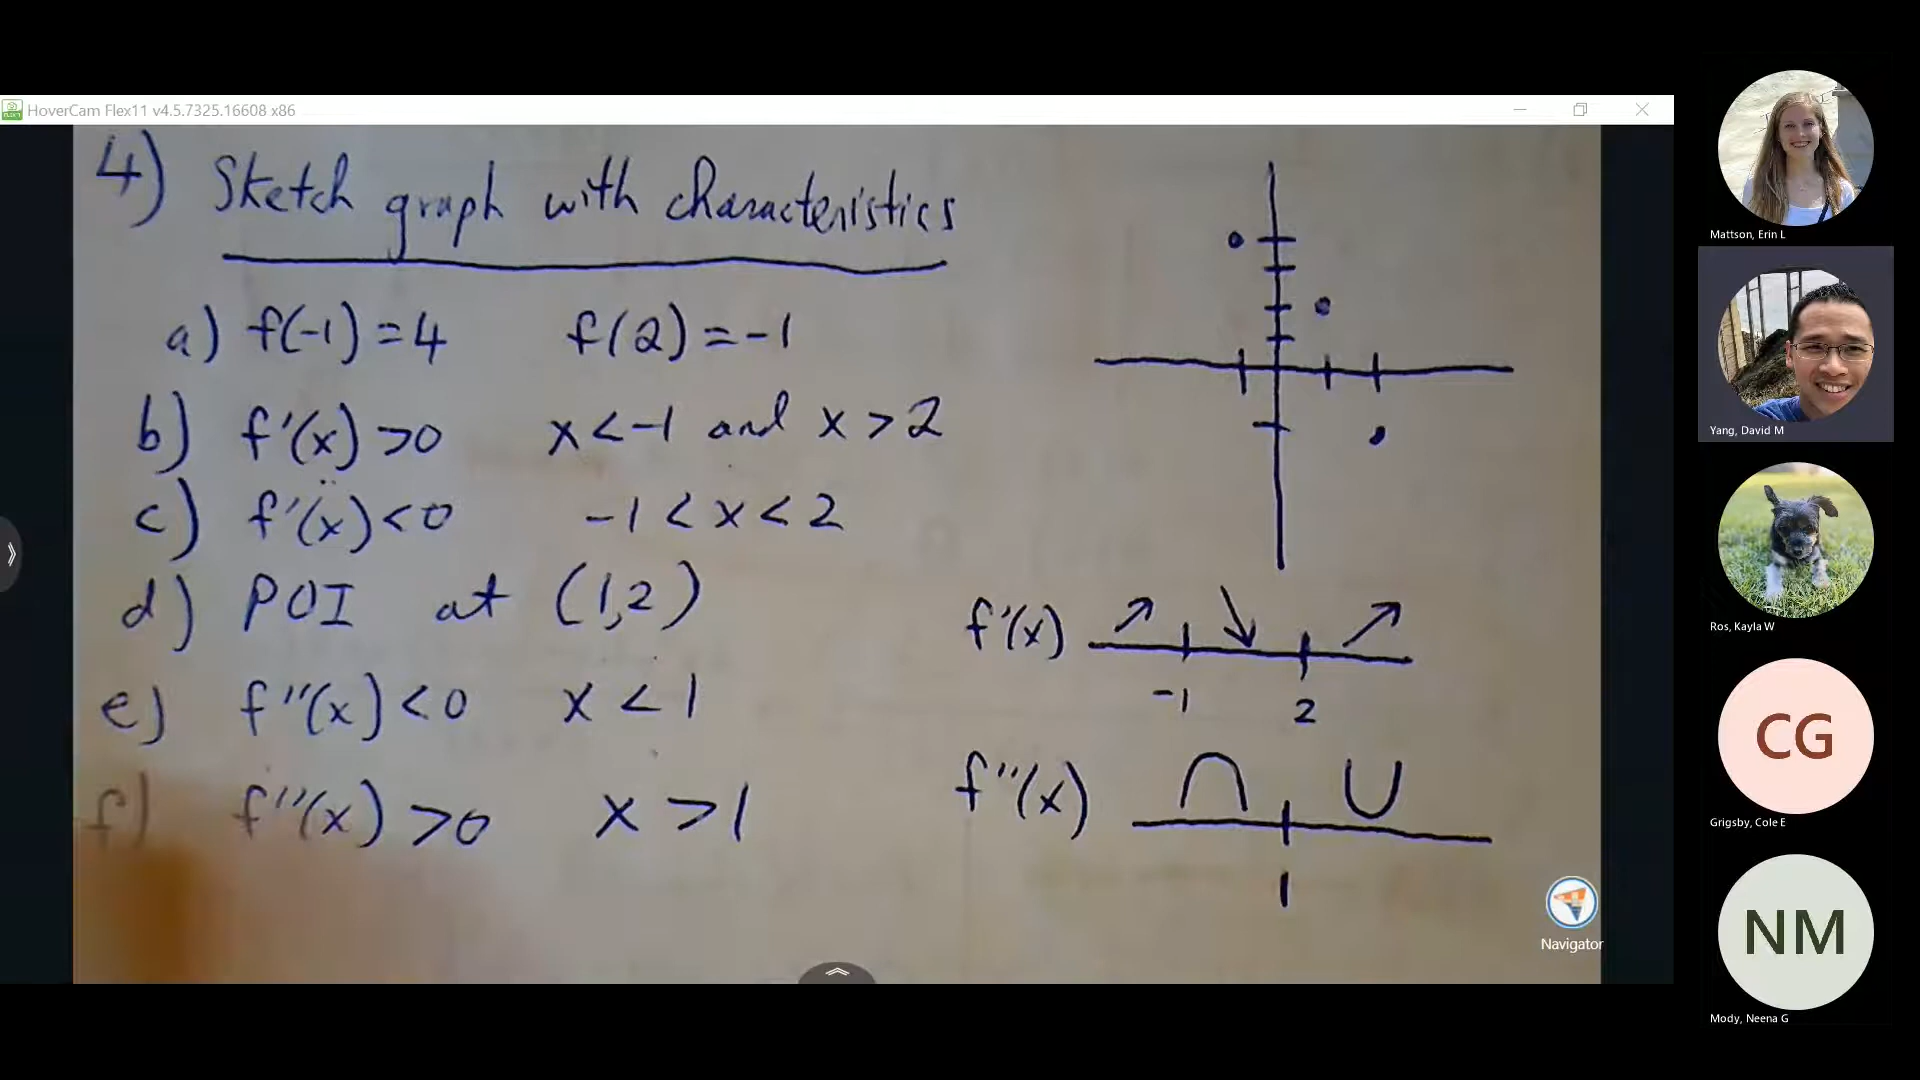 HoverCam Flex11 v4.5.7325.16608 x86
4) Sketch graph with characteristics
a) f(-1) = 4 f(2) = -1
b) f'(x) >0 x < -1 and x > 2
c) f'(x) <0 -1 < x < 2
d) POI at (1,2)
e) f''(x) <0 x < 1
f) f''(x) >0 x > 1
f'(x)
-1 2
f''(x)
1
Navigator
Mattson, Erin L
Yang, David M
Ros, Kayla W
CG
Grigsby, Cole E
NM
Mody, Neena G